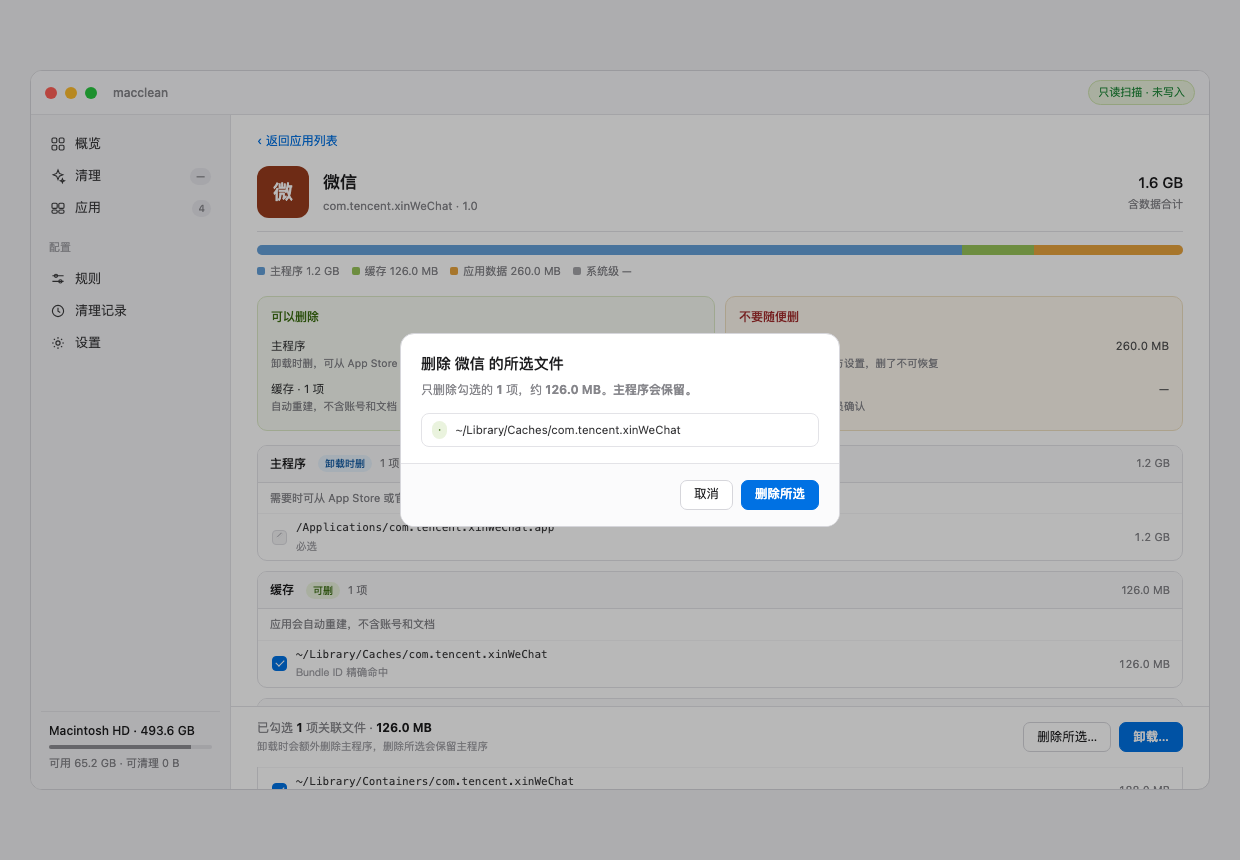 macclean
只读扫描 · 未写入
概览
清理 —
应用 4
配置
规则
清理记录
设置
Macintosh HD · 493.6 GB
可用 65.2 GB · 可清理 0 B
‹ 返回应用列表
微
微信
com.tencent.xinWeChat · 1.0
1.6 GB
含数据合计
主程序 1.2 GB 缓存 126.0 MB 应用数据 260.0 MB 系统级 —
可以删除
主程序
卸载时删，可从 App Store
缓存 · 1 项
自动重建，不含账号和文档
不要随便删
260.0 MB
设置，删了不可恢复
—
确认
删除 微信 的所选文件
只删除勾选的 1 项，约 126.0 MB。主程序会保留。
~/Library/Caches/com.tencent.xinWeChat
取消
删除所选
主程序 卸载时删 1 项
1.2 GB
需要时可从 App Store 或官
/Applications/com.tencent.xinWeChat.app
必选
1.2 GB
缓存 可删 1 项
126.0 MB
应用会自动重建，不含账号和文档
~/Library/Caches/com.tencent.xinWeChat
Bundle ID 精确命中
126.0 MB
已勾选 1 项关联文件 · 126.0 MB
卸载时会额外删除主程序，删除所选会保留主程序
删除所选...
卸载...
~/Library/Containers/com.tencent.xinWeChat